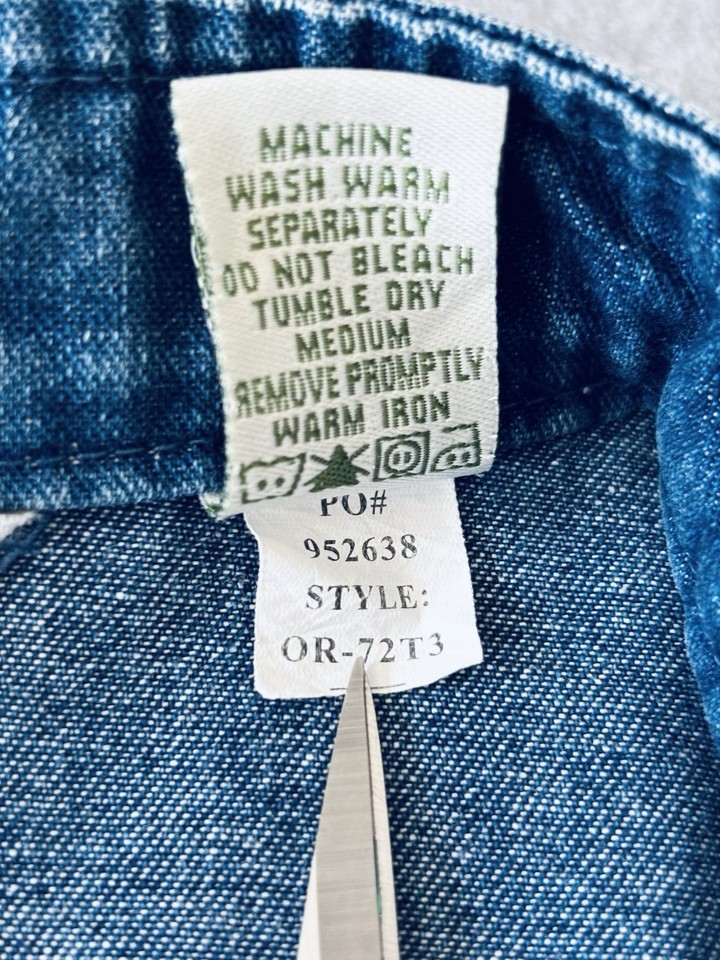 MACHINE
WASH WARM
SEPARATELY
DO NOT BLEACH
TUMBLE DRY
MEDIUM
REMOVE PROMPTLY
WARM IRON
PO#
952638
STYLE:
OR-72T3